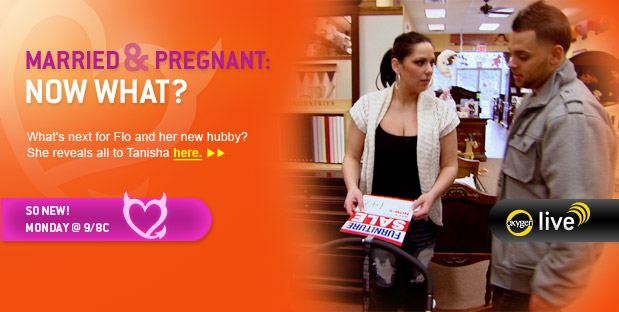 MARRIED & PREGNANT:
NOW WHAT?
What's next for Flo and her new hubby?
She reveals all to Tanisha here.
SO NEW!
MONDAY @ 9/8C
FURNITURE
SALE
oxygen live